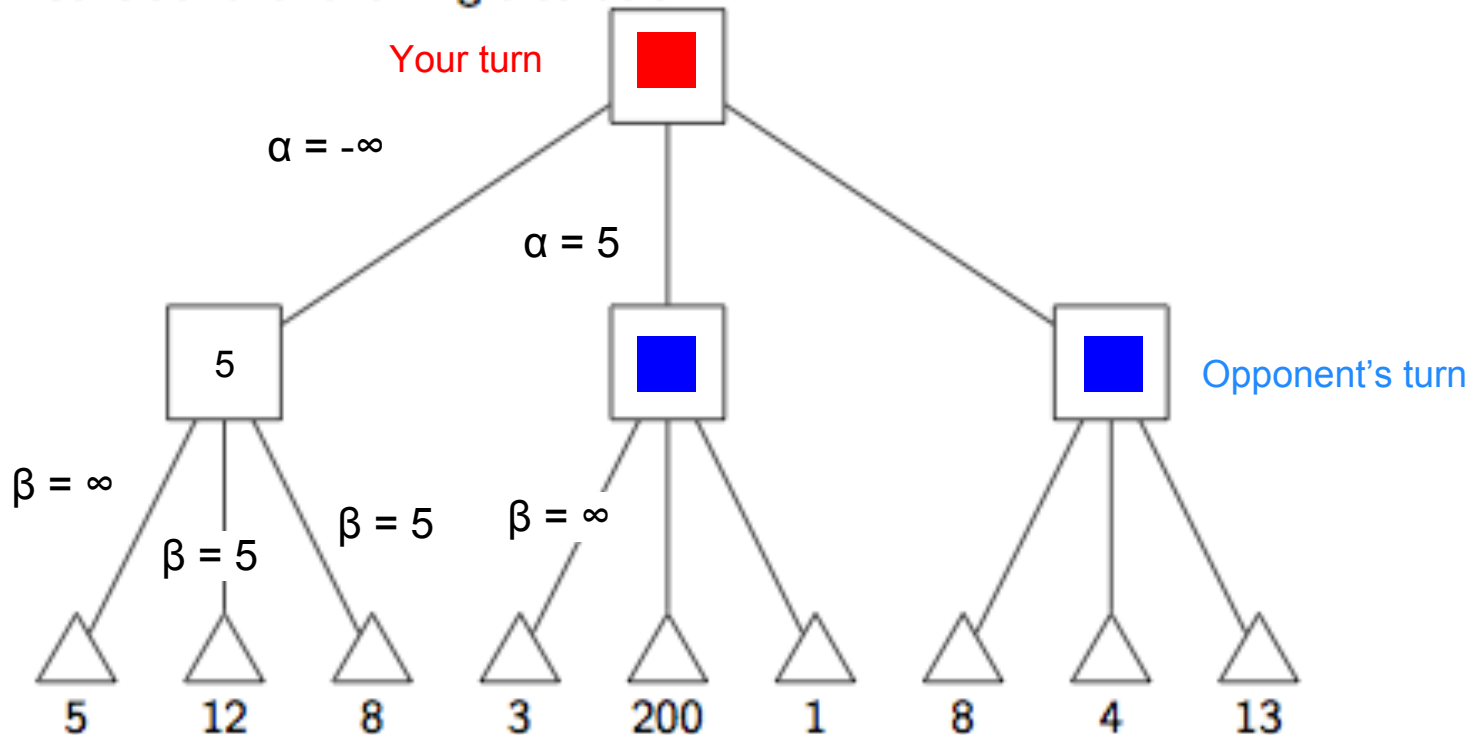 Your turn
α = -∞
α = 5
5
Opponent’s turn
β = ∞
β = 5
β = 5
β = ∞
5 12 8 3 200 1 8 4 13